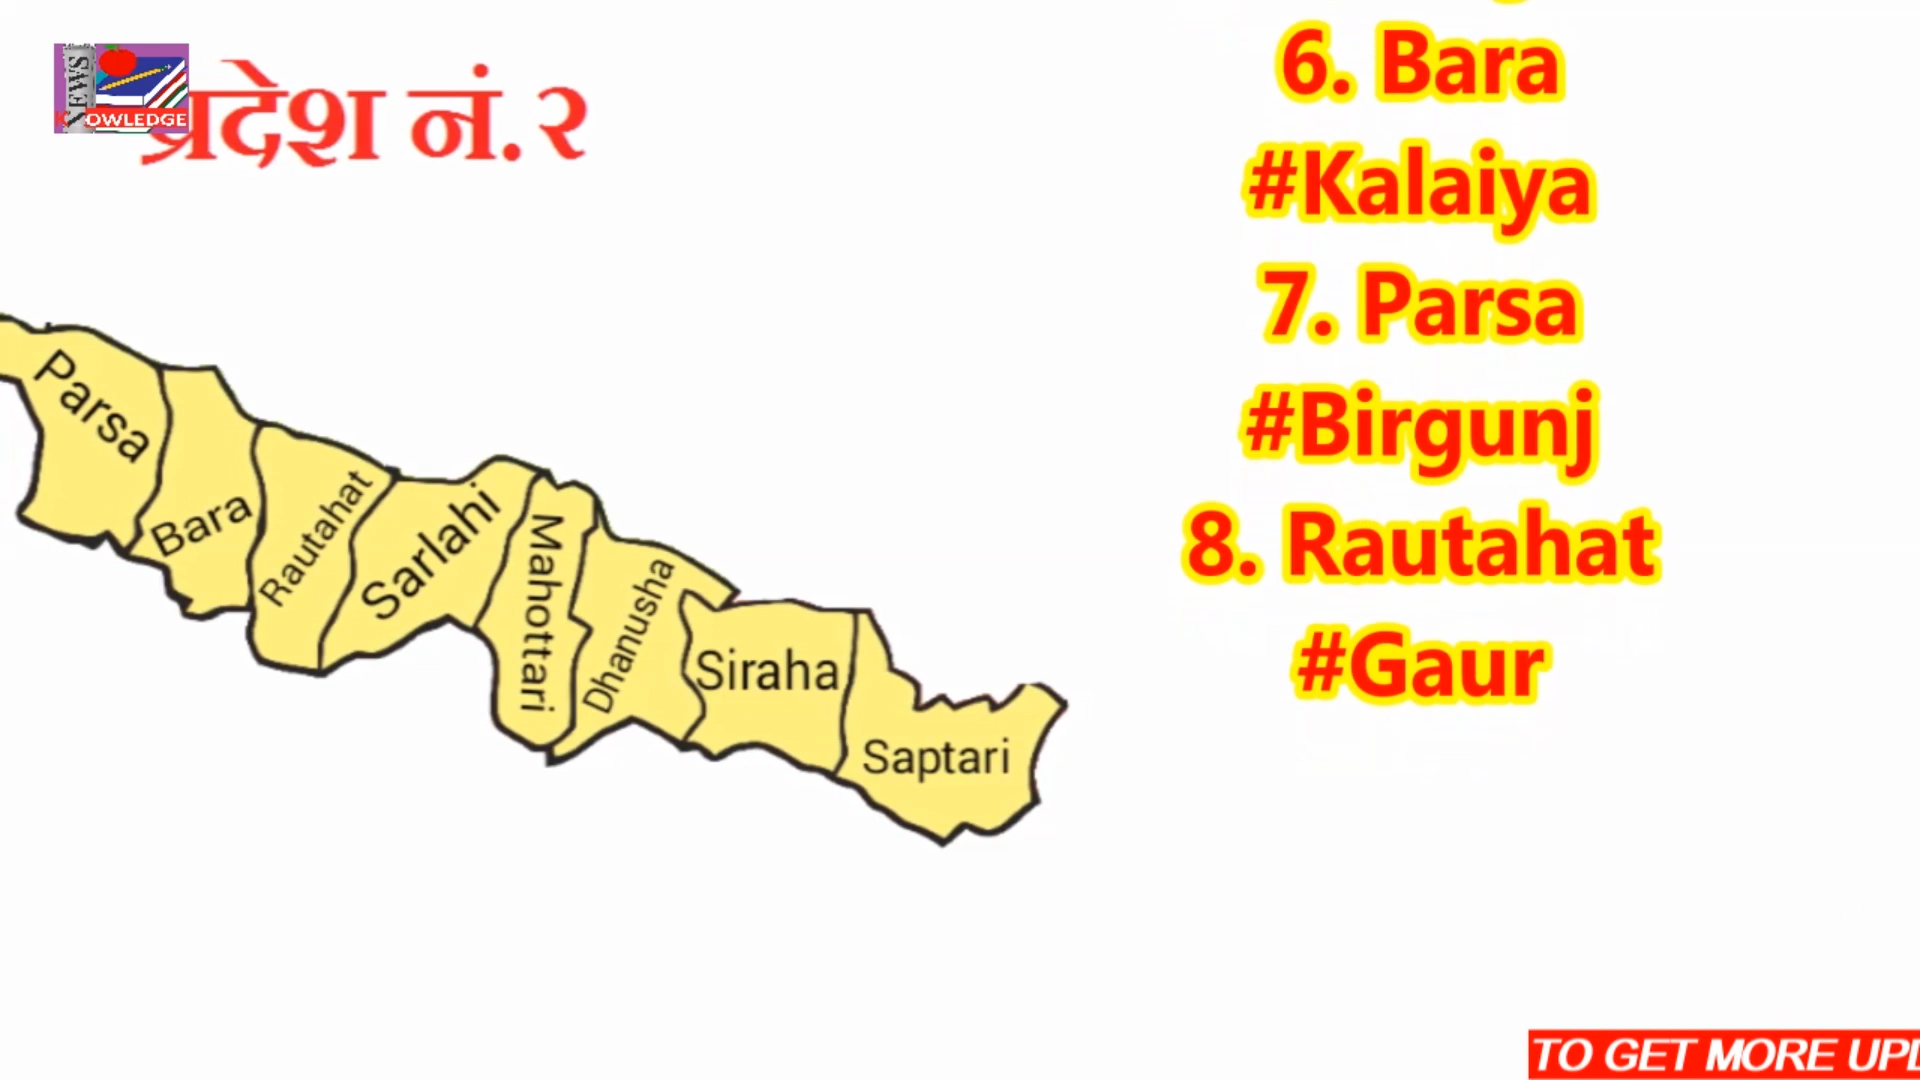 NEWS
OWLEDGE
प्रदेश नं.२
6. Bara
#Kalaiya
7. Parsa
#Birgunj
8. Rautahat
#Gaur
Parsa
Bara
Rautahat
Sarlahi
Mahottari
Dhanusha
Siraha
Saptari
TO GET MORE UPD